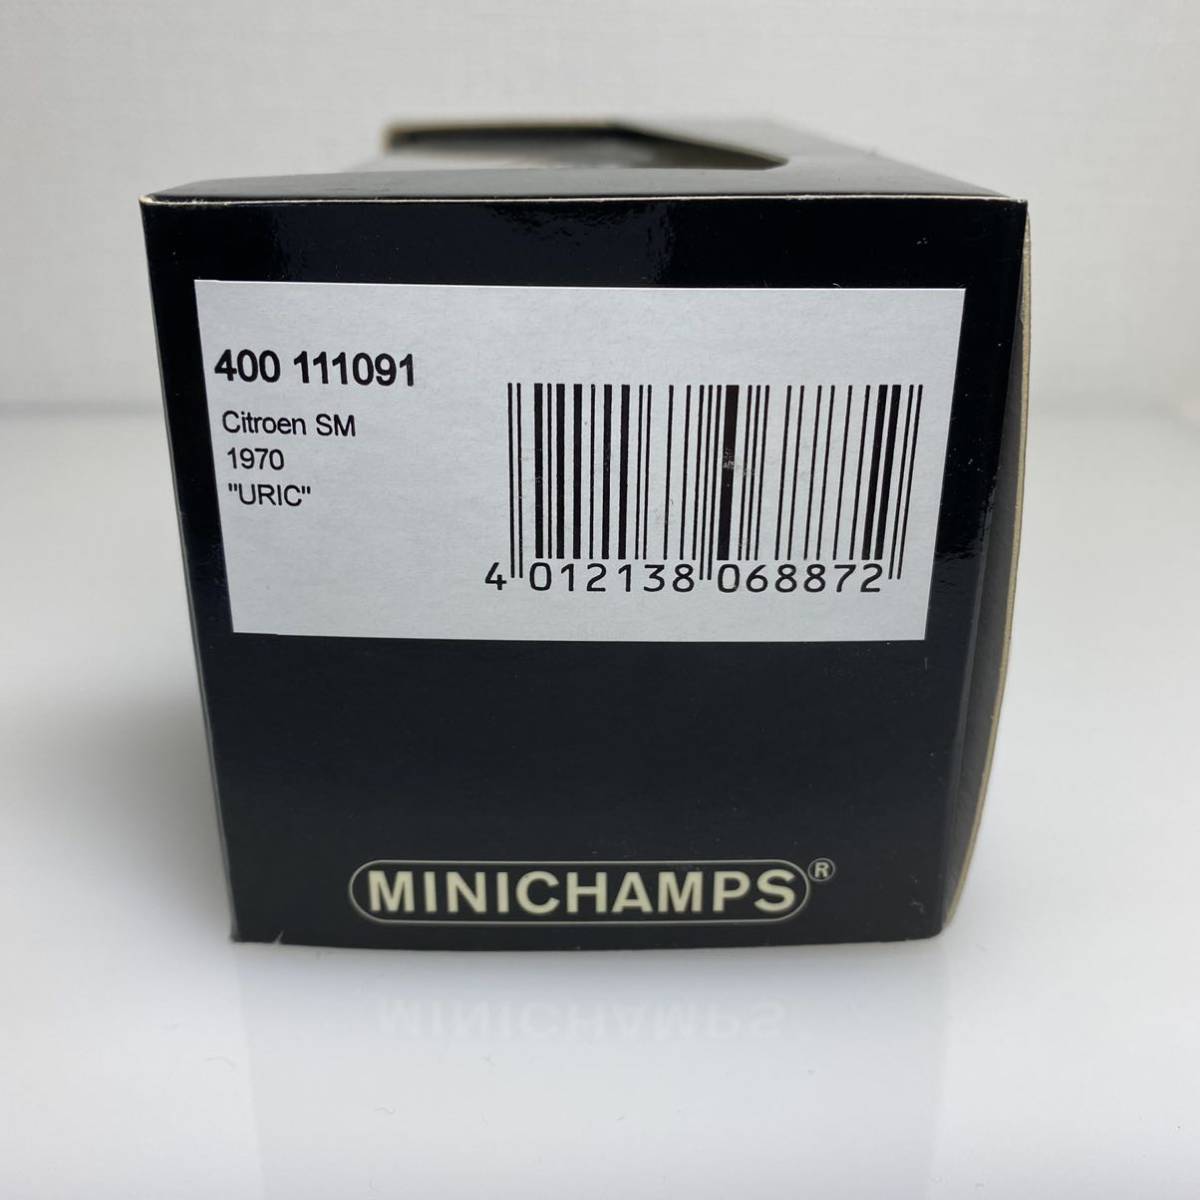 400 111091
Citroen SM
1970
"URIC"
4 012138 068872
MINICHAMPS®